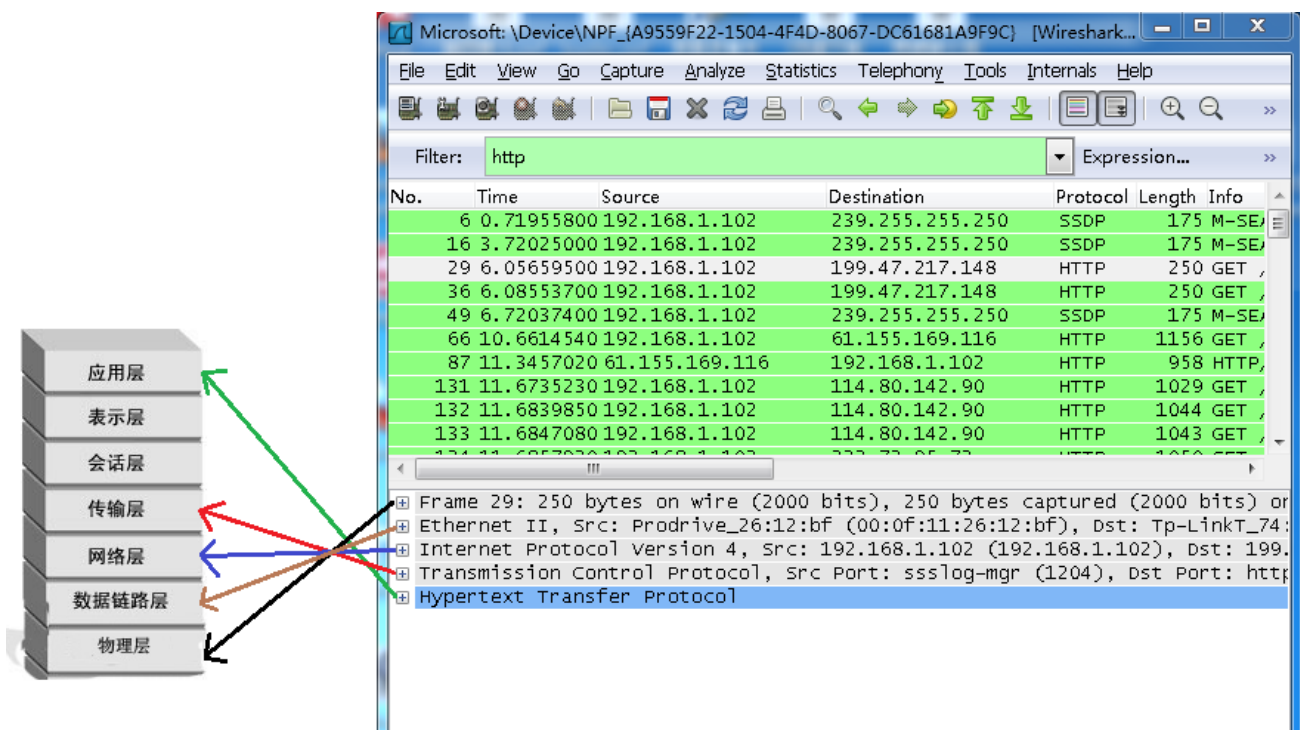 Microsoft: \Device\NPF_{A9559F22-1504-4F4D-8067-DC61681A9F9C} [Wireshark...
File Edit View Go Capture Analyze Statistics Telephony Tools Internals Help
Filter: http Expression...
No. Time Source Destination Protocol Length Info
6 0.71955800 192.168.1.102 239.255.255.250 SSDP 175 M-SEA
16 3.72025000 192.168.1.102 239.255.255.250 SSDP 175 M-SEA
29 6.05659500 192.168.1.102 199.47.217.148 HTTP 250 GET /
36 6.08553700 192.168.1.102 199.47.217.148 HTTP 250 GET /
49 6.72037400 192.168.1.102 239.255.255.250 SSDP 175 M-SEA
66 10.6614540 192.168.1.102 61.155.169.116 HTTP 1156 GET /
87 11.3457020 61.155.169.116 192.168.1.102 HTTP 958 HTTP/
131 11.6735230 192.168.1.102 114.80.142.90 HTTP 1029 GET /
132 11.6839850 192.168.1.102 114.80.142.90 HTTP 1044 GET /
133 11.6847080 192.168.1.102 114.80.142.90 HTTP 1043 GET /
Frame 29: 250 bytes on wire (2000 bits), 250 bytes captured (2000 bits) on
Ethernet II, Src: Prodrive_26:12:bf (00:0f:11:26:12:bf), Dst: Tp-LinkT_74:
Internet Protocol Version 4, Src: 192.168.1.102 (192.168.1.102), Dst: 199.
Transmission Control Protocol, Src Port: ssslog-mgr (1204), Dst Port: http
Hypertext Transfer Protocol
应用层
表示层
会话层
传输层
网络层
数据链路层
物理层